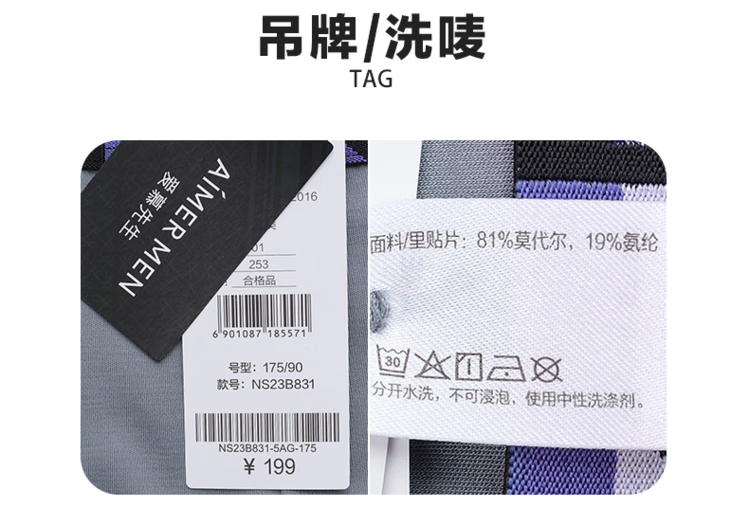 吊牌/洗唛
TAG
AIMER MEN
爱慕先生
2016
01
253
: 合格品
6 901087 185571
号型: 175/90
款号: NS23B831
NS23B831-5AG-175
¥ 199
面料/里贴片: 81%莫代尔, 19%氨纶
30
分开水洗, 不可浸泡, 使用中性洗涤剂。